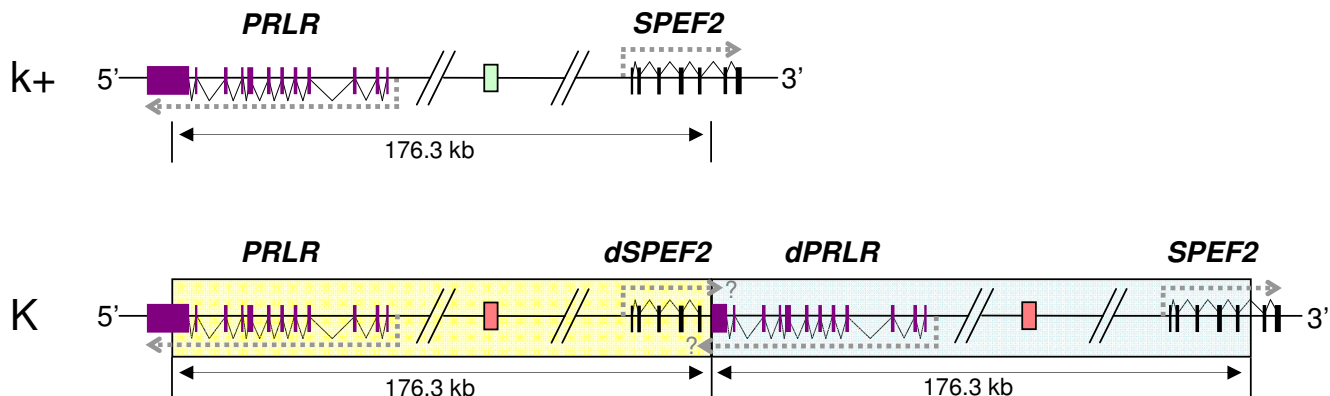 PRLR SPEF2
k+ 5’ 3’
176.3 kb
PRLR dSPEF2 dPRLR SPEF2
?
K 5’ 3’
?
176.3 kb 176.3 kb